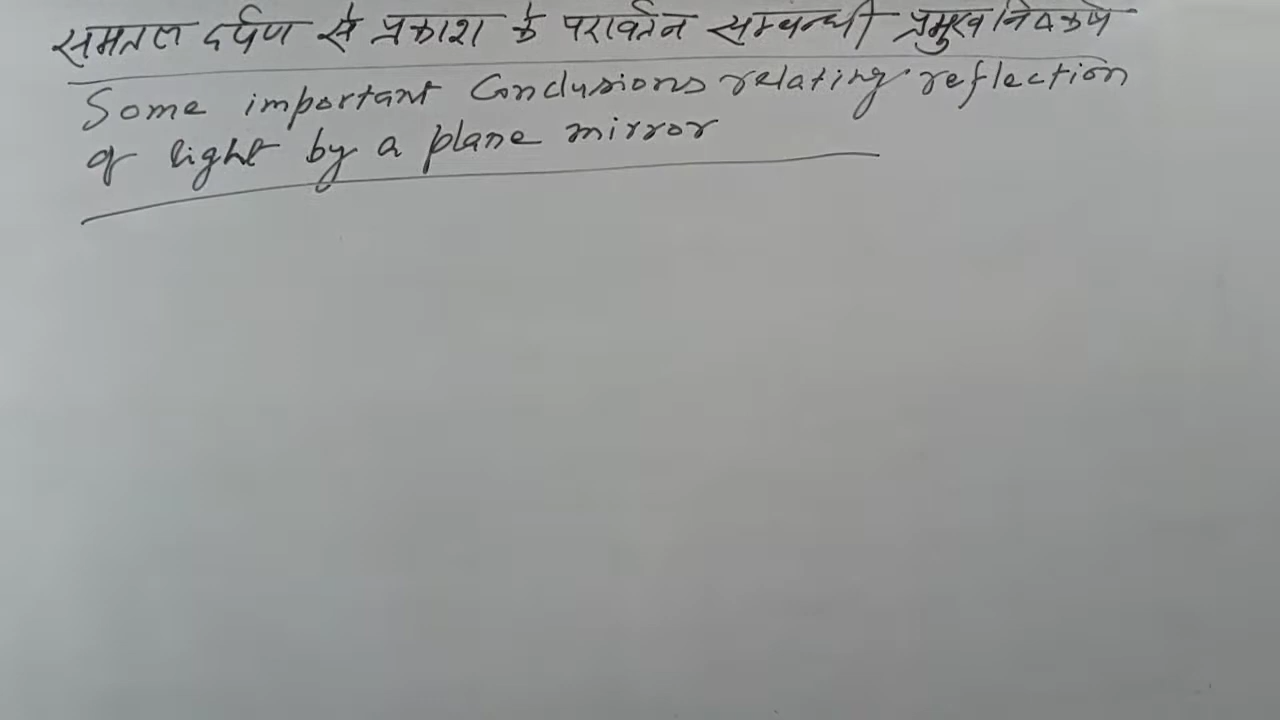 समतल दर्पण से प्रकाश के परावर्तन सम्बन्धी प्रमुख निष्कर्ष
Some important Conclusions relating reflection
of light by a plane mirror